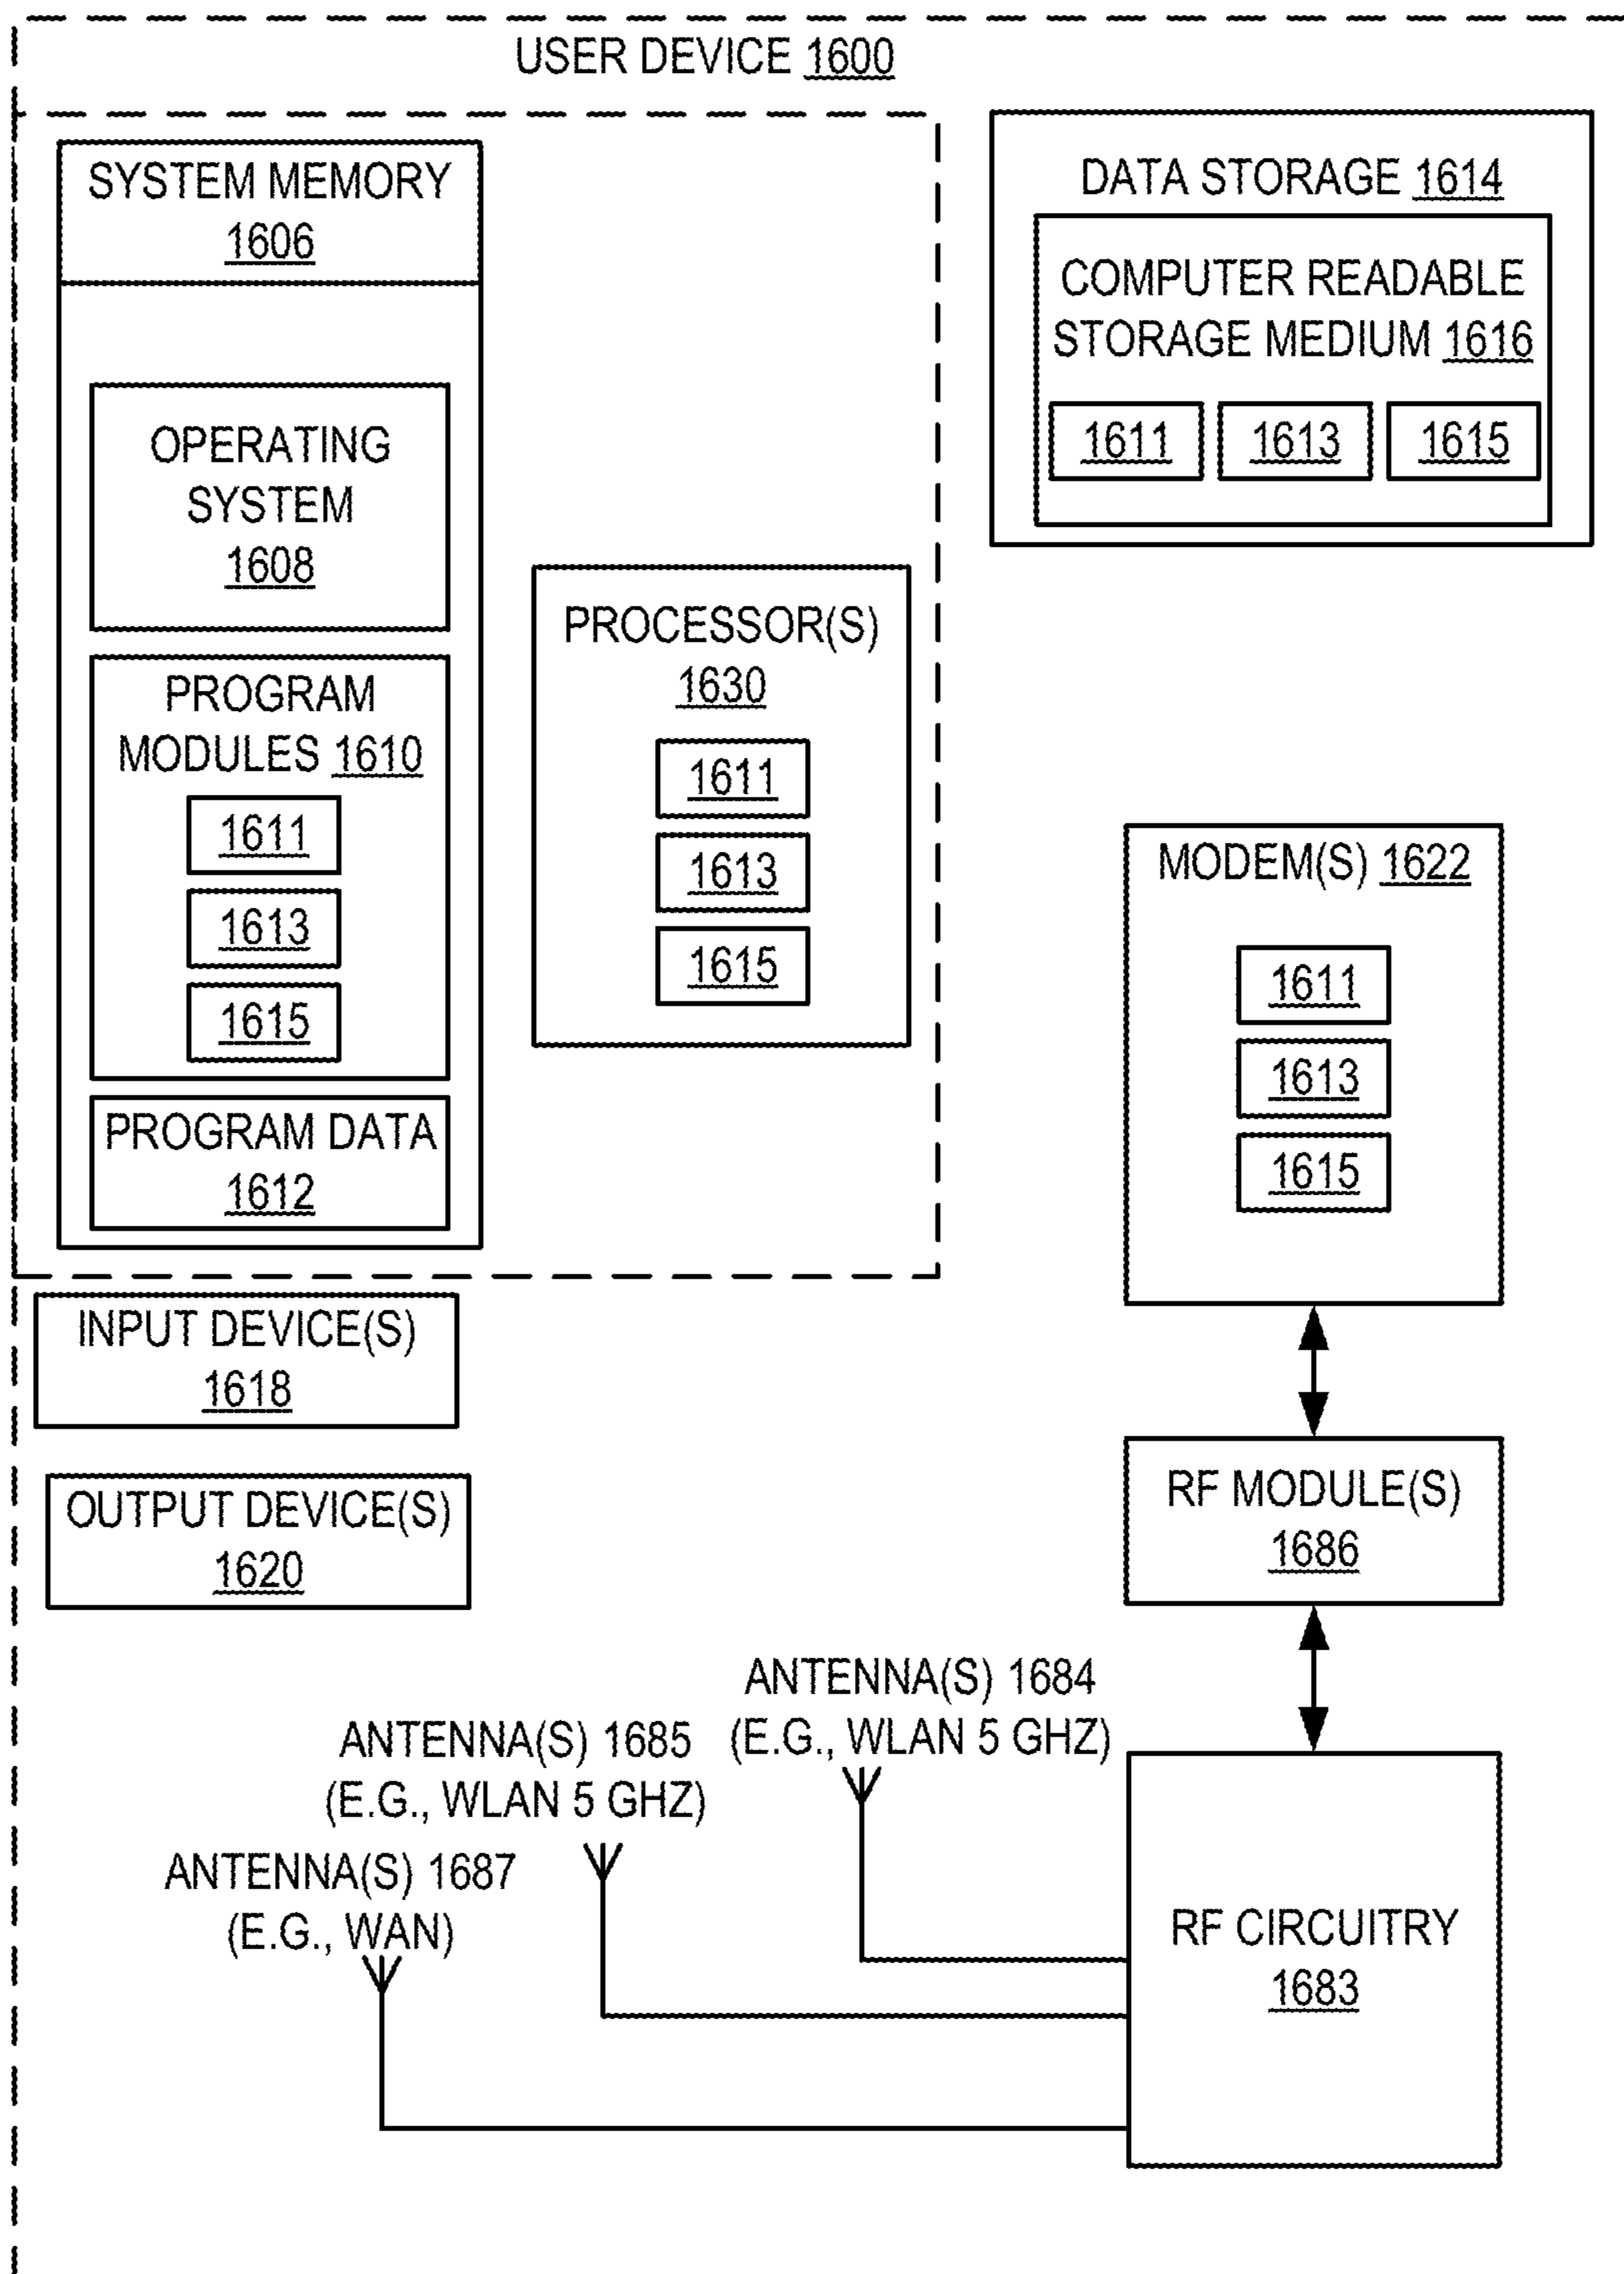 USER DEVICE 1600
SYSTEM MEMORY
1606
OPERATING
SYSTEM
1608
PROGRAM
MODULES 1610
1611
1613
1615
PROGRAM DATA
1612
PROCESSOR(S)
1630
1611
1613
1615
DATA STORAGE 1614
COMPUTER READABLE
STORAGE MEDIUM 1616
1611 1613 1615
MODEM(S) 1622
1611
1613
1615
INPUT DEVICE(S)
1618
OUTPUT DEVICE(S)
1620
RF MODULE(S)
1686
ANTENNA(S) 1684
(E.G., WLAN 5 GHZ)
ANTENNA(S) 1685
(E.G., WLAN 5 GHZ)
ANTENNA(S) 1687
(E.G., WAN)
RF CIRCUITRY
1683